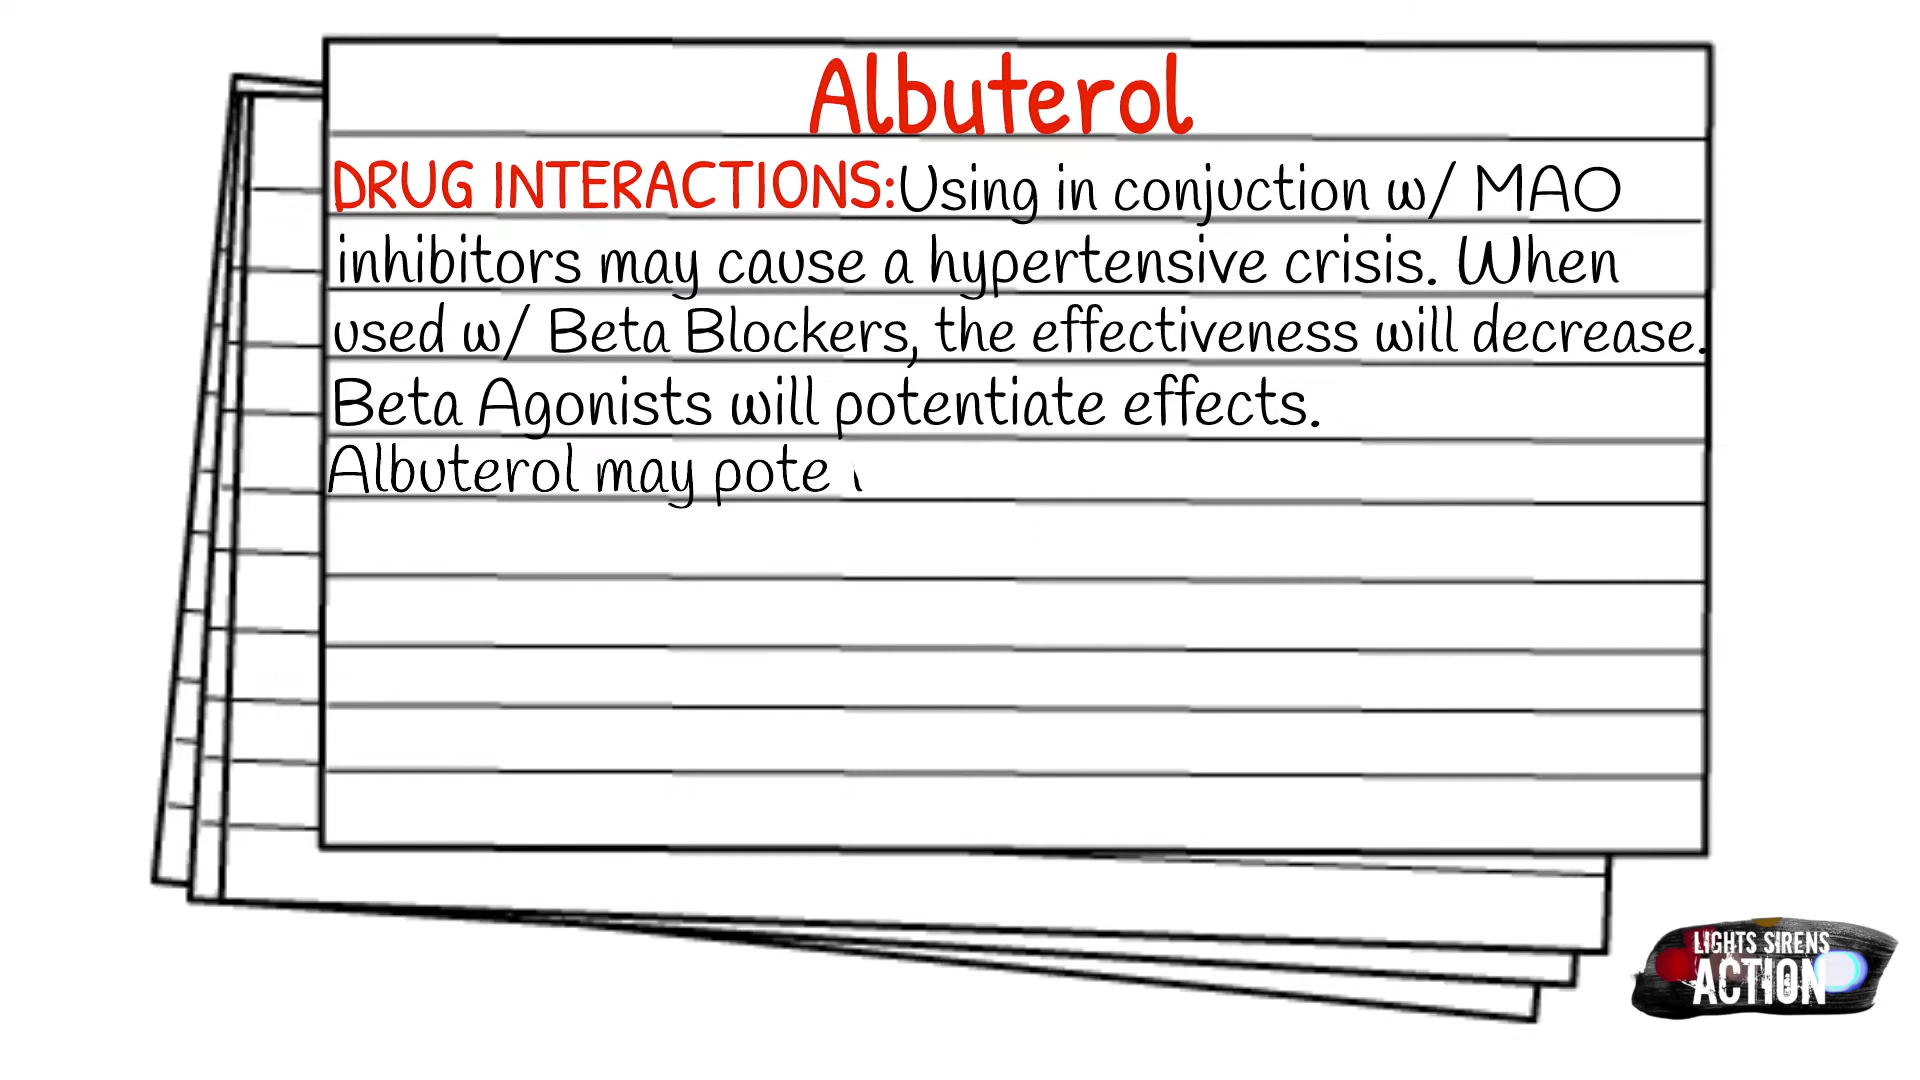 Albuterol
DRUG INTERACTIONS:Using in conjuction w/ MAO
inhibitors may cause a hypertensive crisis. When
used w/ Beta Blockers, the effectiveness will decrease.
Beta Agonists will potentiate effects.
Albuterol may pote
LIGHTS SIRENS
ACTION